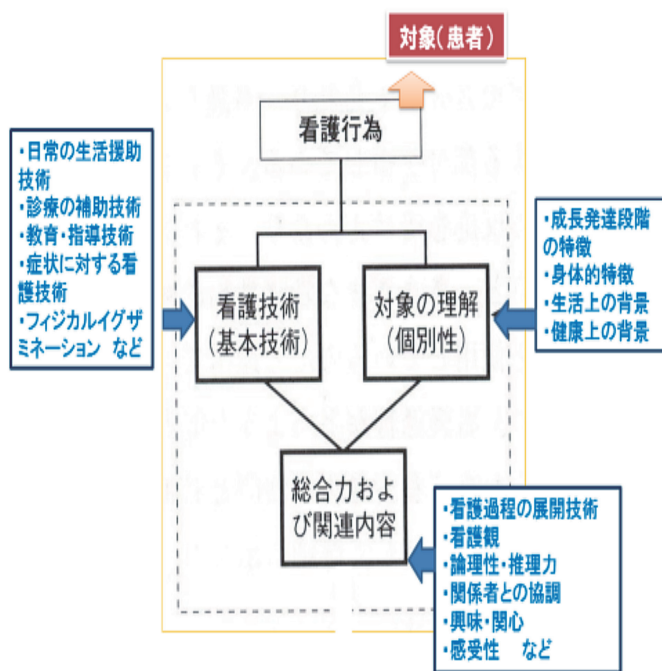 対象(患者)
看護行為
・日常の生活援助
技術
・診療の補助技術
・教育・指導技術
・症状に対する看
護技術
・フィジカルイグザ
ミネーション など
・成長発達段階
の特徴
・身体的特徴
・生活上の背景
・健康上の背景
看護技術
(基本技術)
対象の理解
(個別性)
総合力およ
び関連内容
・看護過程の展開技術
・看護観
・論理性・推理力
・関係者との協調
・興味・関心
・感受性 など